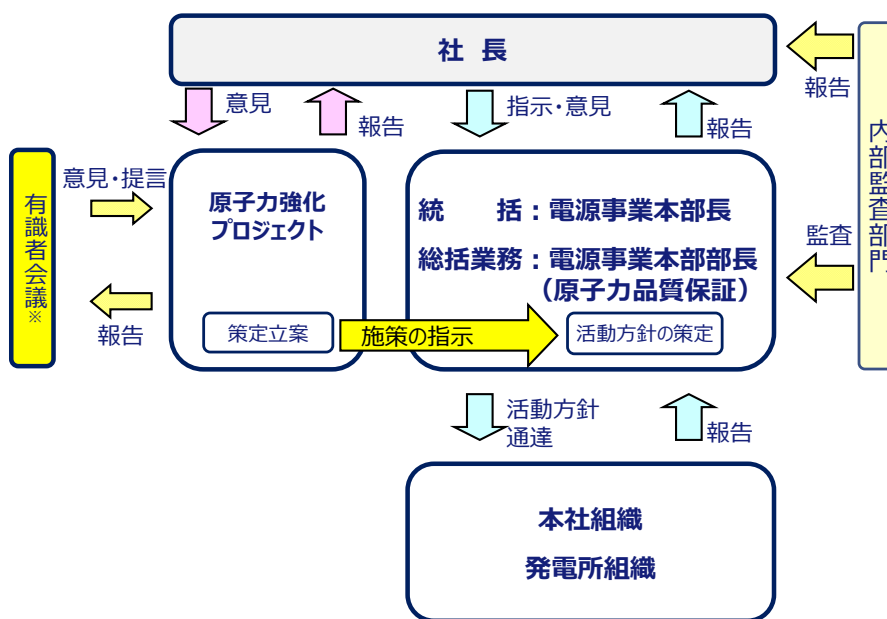 社 長
報告
意見
報告
指示・意見
報告
内部監査部門
有識者会議※
意見・提言
報告
原子力強化
プロジェクト
策定立案
施策の指示
統　　括：電源事業本部長
総括業務：電源事業本部部長
（原子力品質保証）
活動方針の策定
監査
活動方針
通達
報告
本社組織
発電所組織